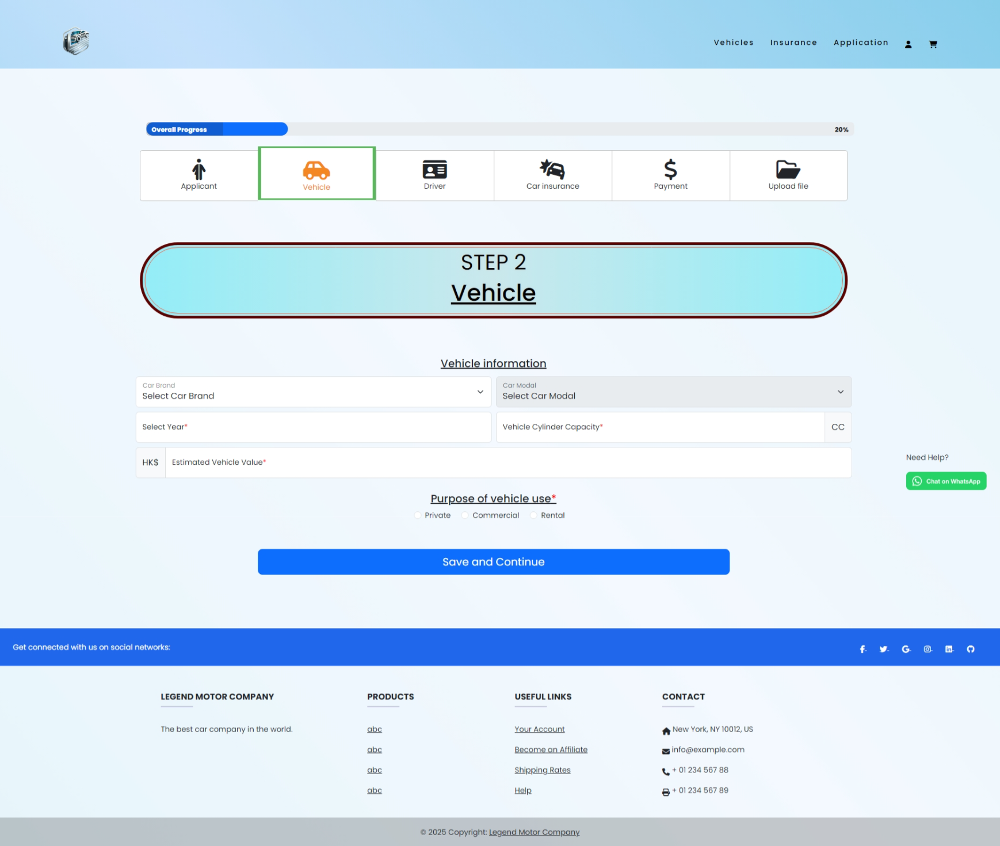 Vehicles Insurance Application
Overall Progress 20%
Applicant Vehicle Driver Car insurance Payment Upload file
STEP 2
Vehicle
Vehicle information
Car Brand
Select Car Brand
Car Modal
Select Car Modal
Select Year*
Vehicle Cylinder Capacity* CC
HK$ Estimated Vehicle Value*
Need Help?
Chat on WhatsApp
Purpose of vehicle use*
Private Commercial Rental
Save and Continue
Get connected with us on social networks:
LEGEND MOTOR COMPANY
The best car company in the world.
PRODUCTS
abc
abc
abc
abc
USEFUL LINKS
Your Account
Become an Affiliate
Shipping Rates
Help
CONTACT
New York, NY 10012, US
info@example.com
+ 01 234 567 88
+ 01 234 567 89
© 2025 Copyright: Legend Motor Company